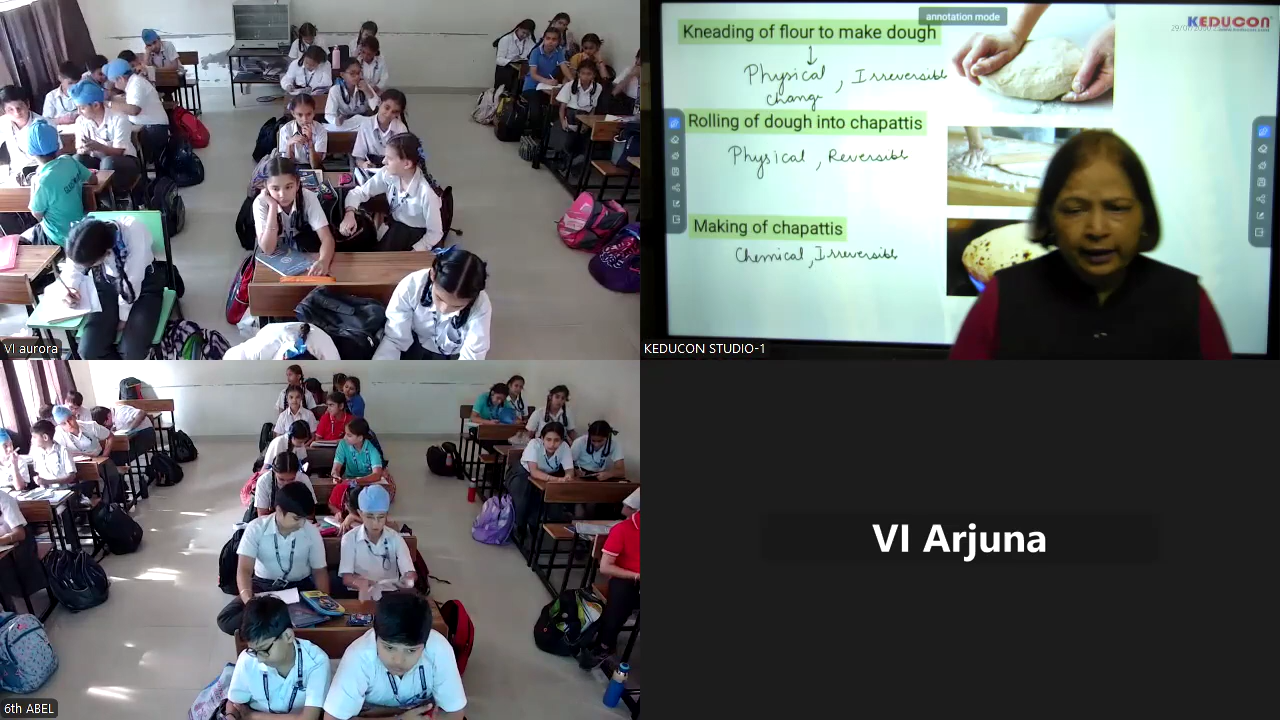 annotation mode
KEDUCON
Kneading of flour to make dough
Physical , Irreversible
change
Rolling of dough into chapattis
Physical , Reversible
Making of chapattis
Chemical , Irreversible
VI aurora
KEDUCON STUDIO-1
6th ABEL
VI Arjuna